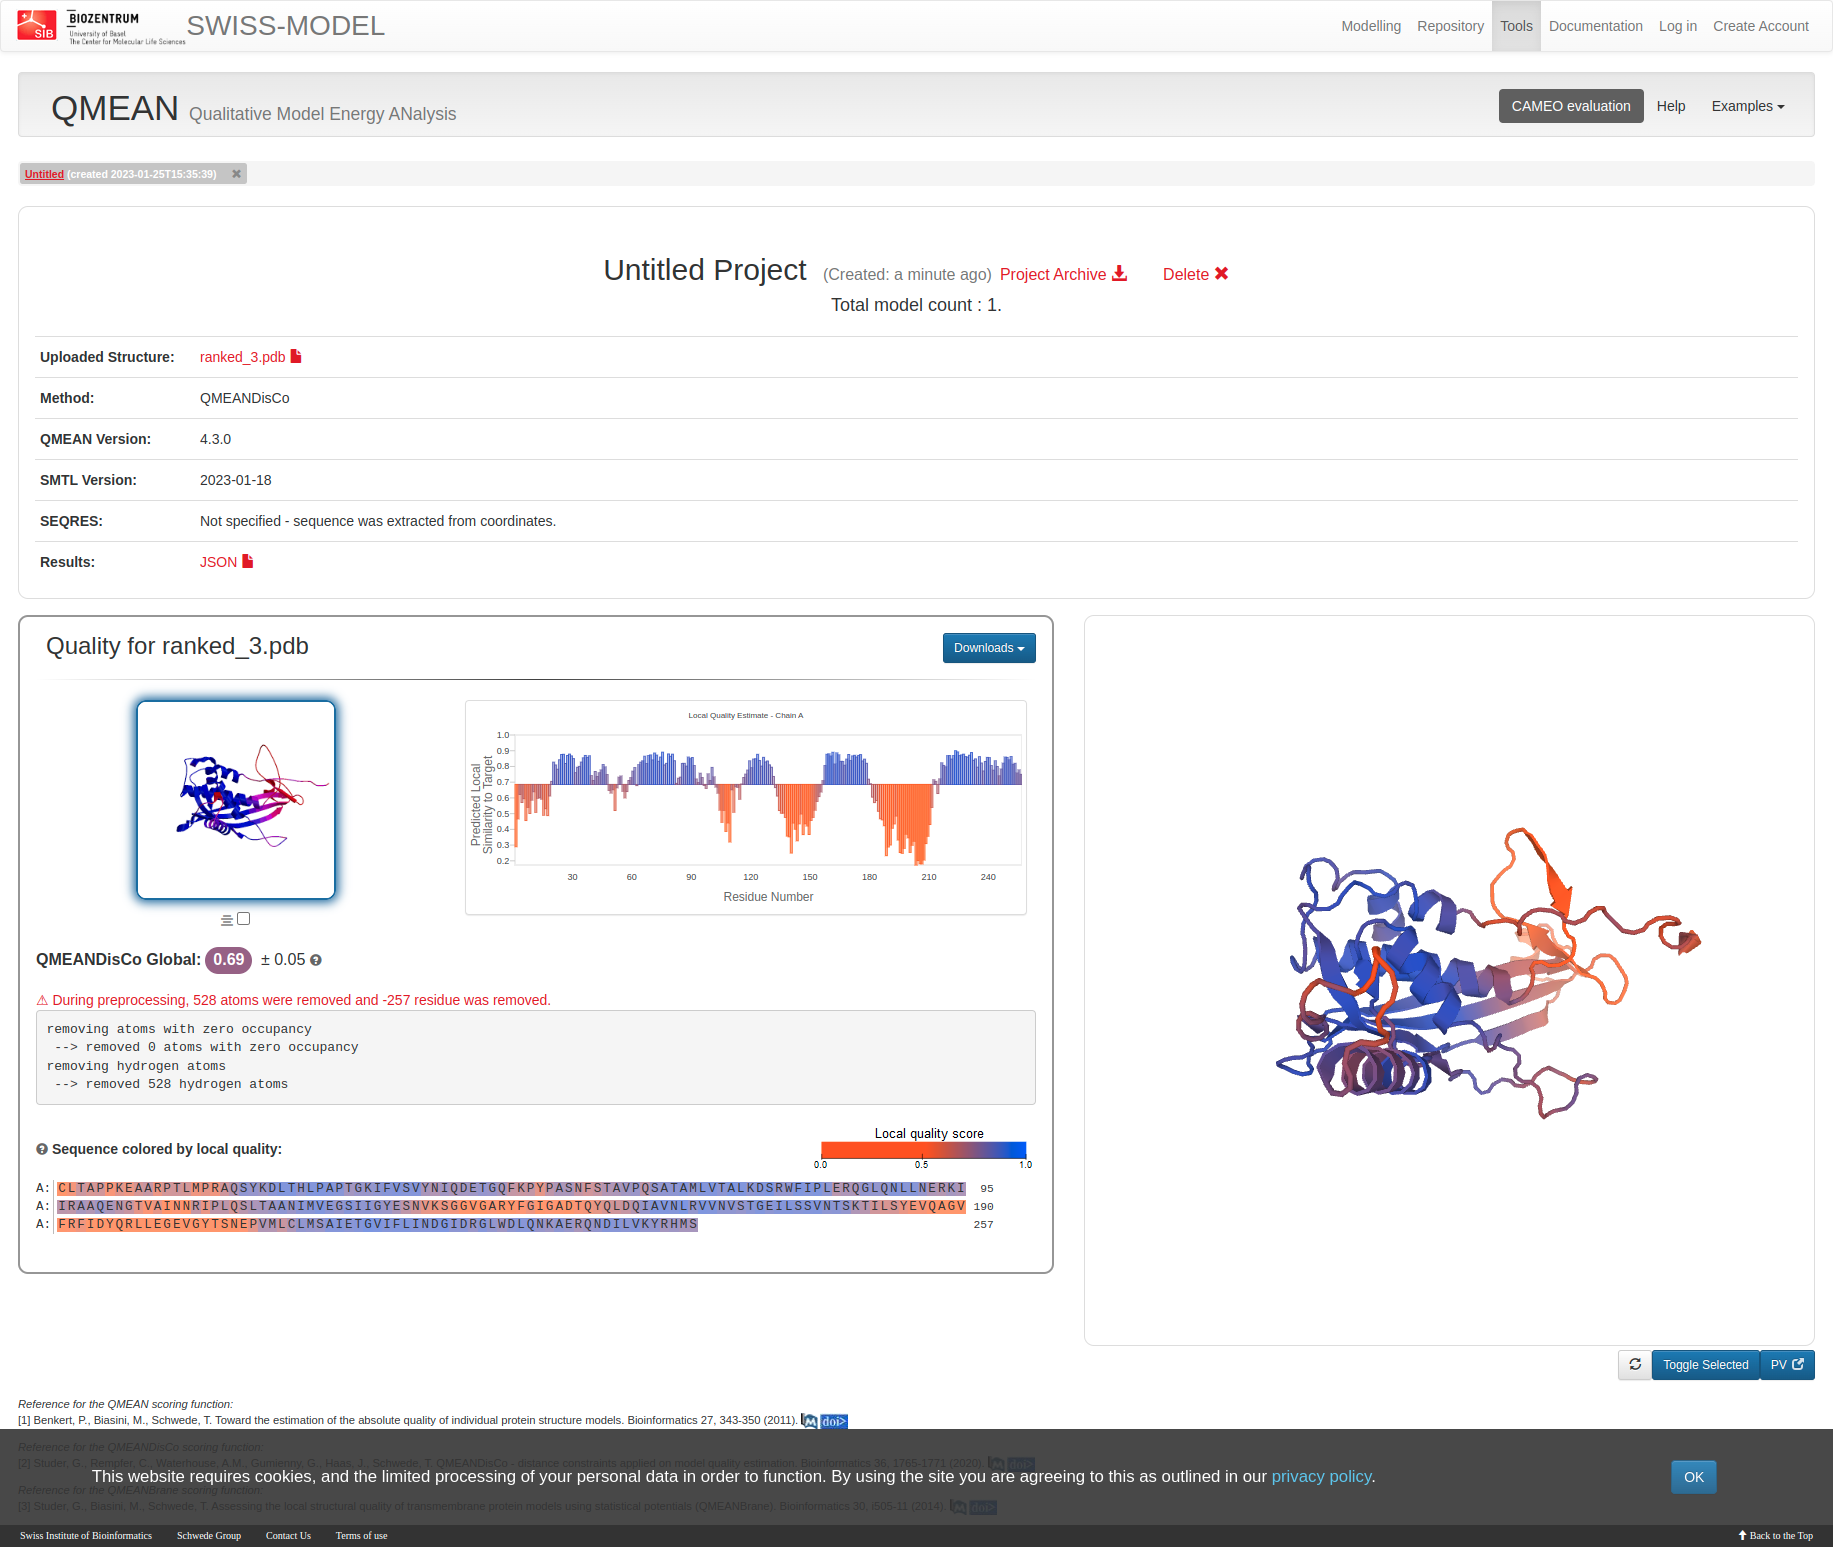 SIB
BIOZENTRUM
University of Basel
The Center for Molecular Life Sciences
SWISS-MODEL
Modelling Repository Tools Documentation Log in Create Account
QMEAN Qualitative Model Energy ANalysis
CAMEO evaluation Help Examples
Untitled (created 2023-01-25T15:35:39)
Untitled Project (Created: a minute ago) Project Archive Delete
Total model count : 1.
Uploaded Structure: ranked_3.pdb
Method: QMEANDisCo
QMEAN Version: 4.3.0
SMTL Version: 2023-01-18
SEQRES: Not specified - sequence was extracted from coordinates.
Results: JSON
Quality for ranked_3.pdb
Downloads
Local Quality Estimate - Chain A
Predicted Local
Similarity to Target
1.0
0.9
0.8
0.7
0.6
0.5
0.4
0.3
0.2
30 60 90 120 150 180 210 240
Residue Number
QMEANDisCo Global: 0.69 ± 0.05
⚠ During preprocessing, 528 atoms were removed and -257 residue was removed.
removing atoms with zero occupancy
--> removed 0 atoms with zero occupancy
removing hydrogen atoms
--> removed 528 hydrogen atoms
Sequence colored by local quality:
Local quality score
0.0 0.5 1.0
A: CLTAPPKEAARPTLMPRAQSYKDLTHLPAPTGKIFVSVYNIQDETGQFKPYPASNFSTAVPQSATAMLVTALKDSRWFIPLERQGLQNLLNERKI 95
A: IRAAQENGTVAINNRIPLQSLTAANIMVEGSIIGYESNVKSGGVGARYFGIGADTQYQLDQIAVNLRVVNVSTGEILSSVNTSKTILSYEVQAGV 190
A: FRFIDYQRLLEGEVGYTSNEPVMLCLMSAIETGVIFLINDGIDRGLWDLQNKAERQNDILVKYRHMS 257
Toggle Selected PV
Reference for the QMEAN scoring function:
[1] Benkert, P., Biasini, M., Schwede, T. Toward the estimation of the absolute quality of individual protein structure models. Bioinformatics 27, 343-350 (2011). doi>
Reference for the QMEANDisCo scoring function:
[2] Studer, G., Rempfer, C., Waterhouse, A.M., Gumienny, G., Haas, J., Schwede, T. QMEANDisCo - distance constraints applied on model quality estimation. Bioinformatics 36, 1765-1771 (2020). doi>
This website requires cookies, and the limited processing of your personal data in order to function. By using the site you are agreeing to this as outlined in our privacy policy.
OK
Reference for the QMEANBrane scoring function:
[3] Studer, G., Biasini, M., Schwede, T. Assessing the local structural quality of transmembrane protein models using statistical potentials (QMEANBrane). Bioinformatics 30, i505-11 (2014). doi>
Swiss Institute of Bioinformatics Schwede Group Contact Us Terms of use Back to the Top